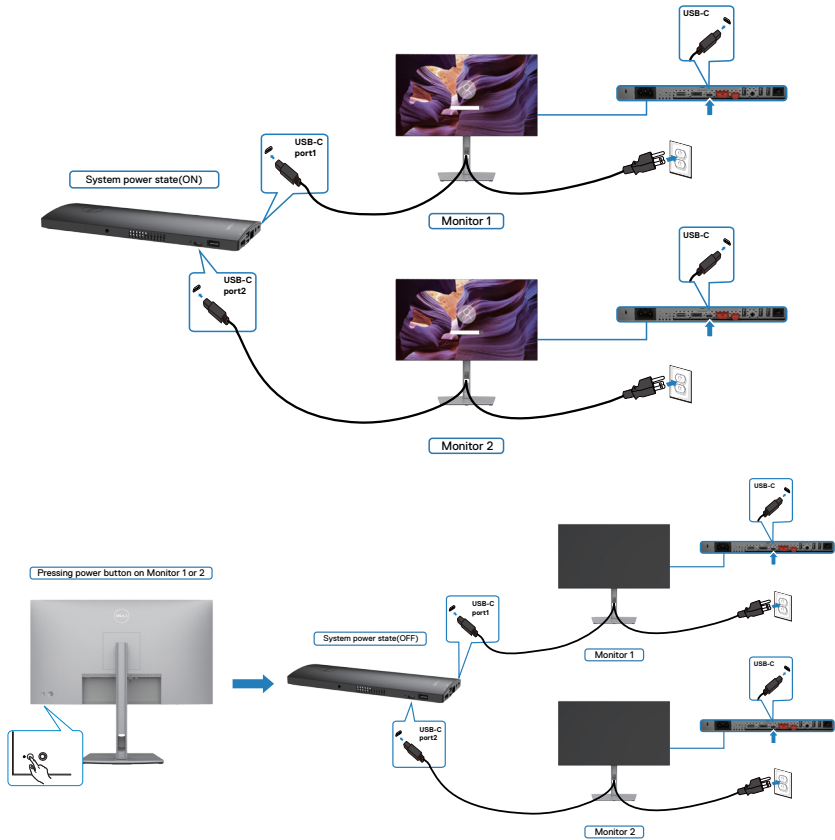 USB-C
USB-C
port1
System power state(ON)
Monitor 1
USB-C
USB-C
port2
Monitor 2
USB-C
Pressing power button on Monitor 1 or 2
USB-C
port1
System power state(OFF)
Monitor 1
USB-C
USB-C
port2
Monitor 2